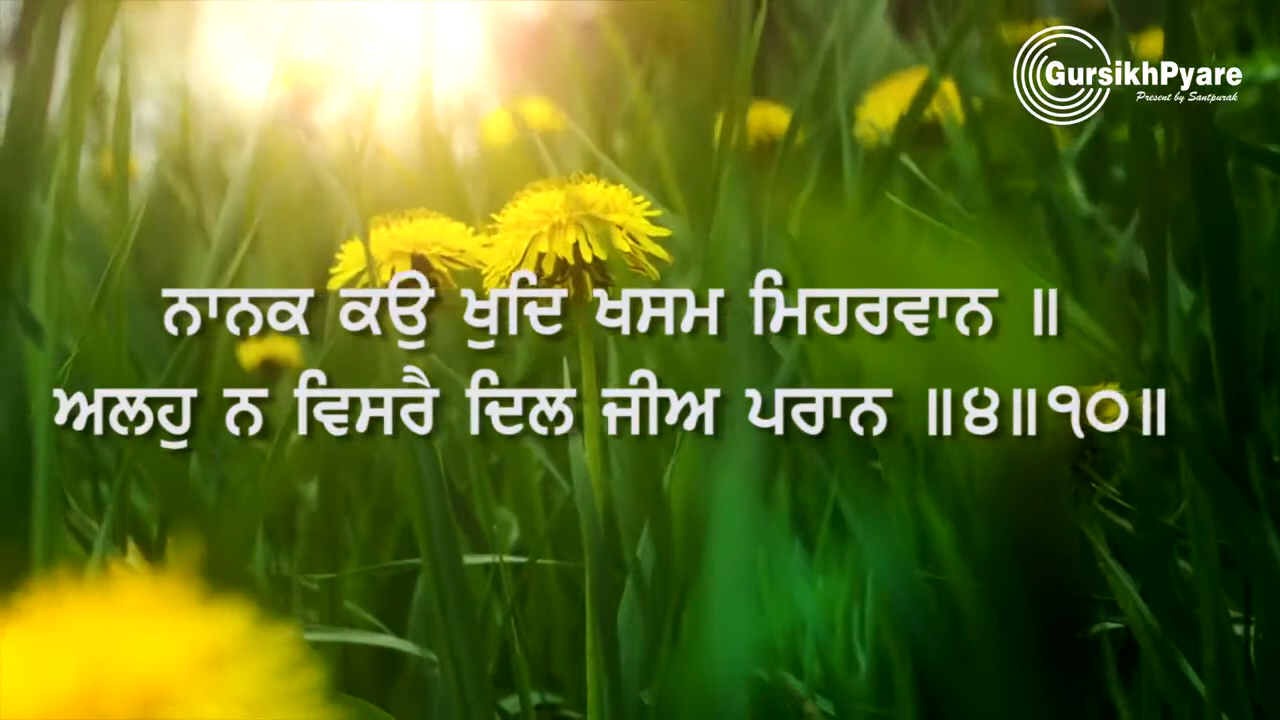 GursikhPyare
Present by Santpurak
ਨਾਨਕ ਕਉ ਖੁਦਿ ਖਸਮ ਮਿਹਰਵਾਨ ॥
ਅਲਹੁ ਨ ਵਿਸਰੈ ਦਿਲ ਜੀਅ ਪਰਾਨ ॥੪॥੧੦॥